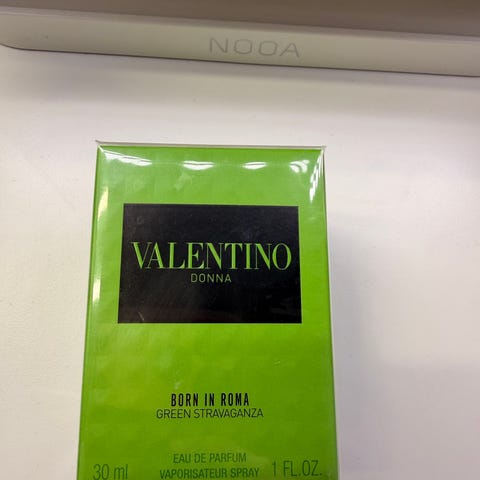 NOOA
VALENTINO
DONNA
BORN IN ROMA
GREEN STRAVAGANZA
EAU DE PARFUM
30 ml VAPORISATEUR SPRAY 1 FL.OZ.